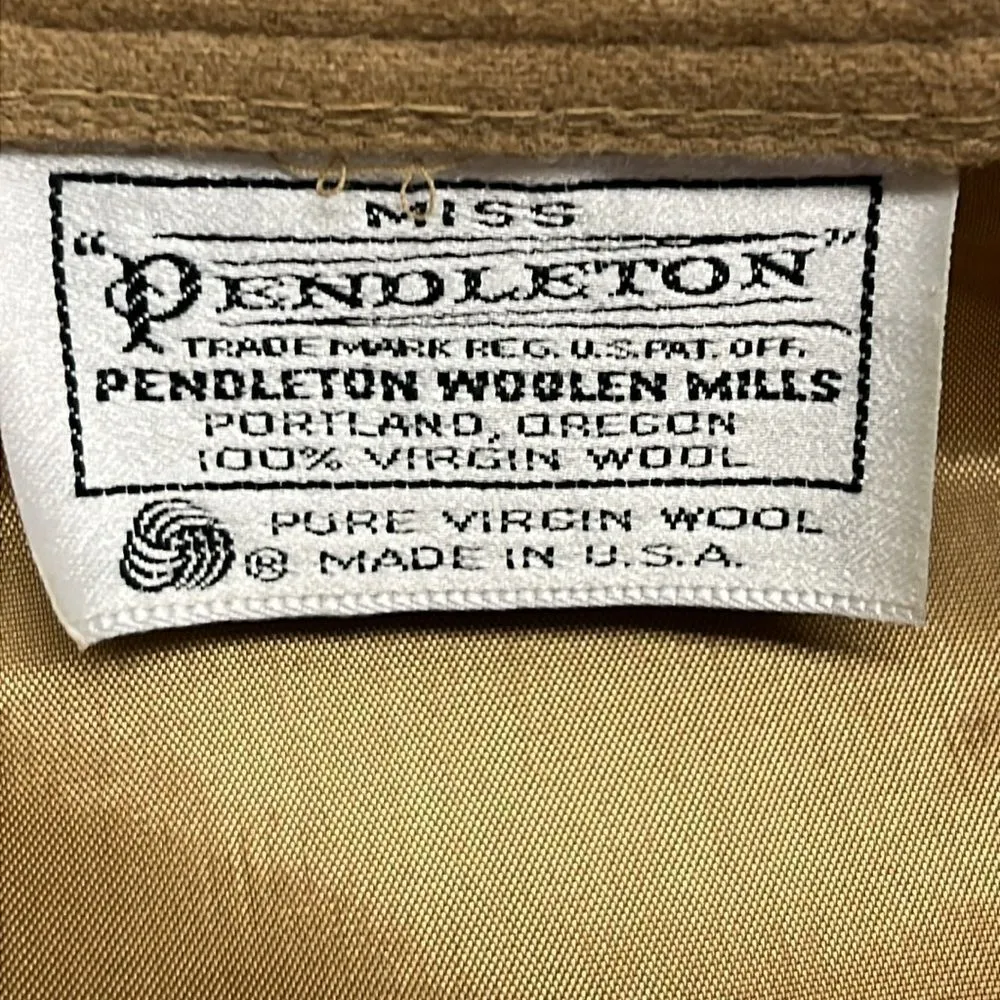 MISS
"PENDLETON"
TRADE MARK REG. U.S. PAT. OFF.
PENDLETON WOOLEN MILLS
PORTLAND, OREGON
100% VIRGIN WOOL
PURE VIRGIN WOOL
® MADE IN U.S.A.